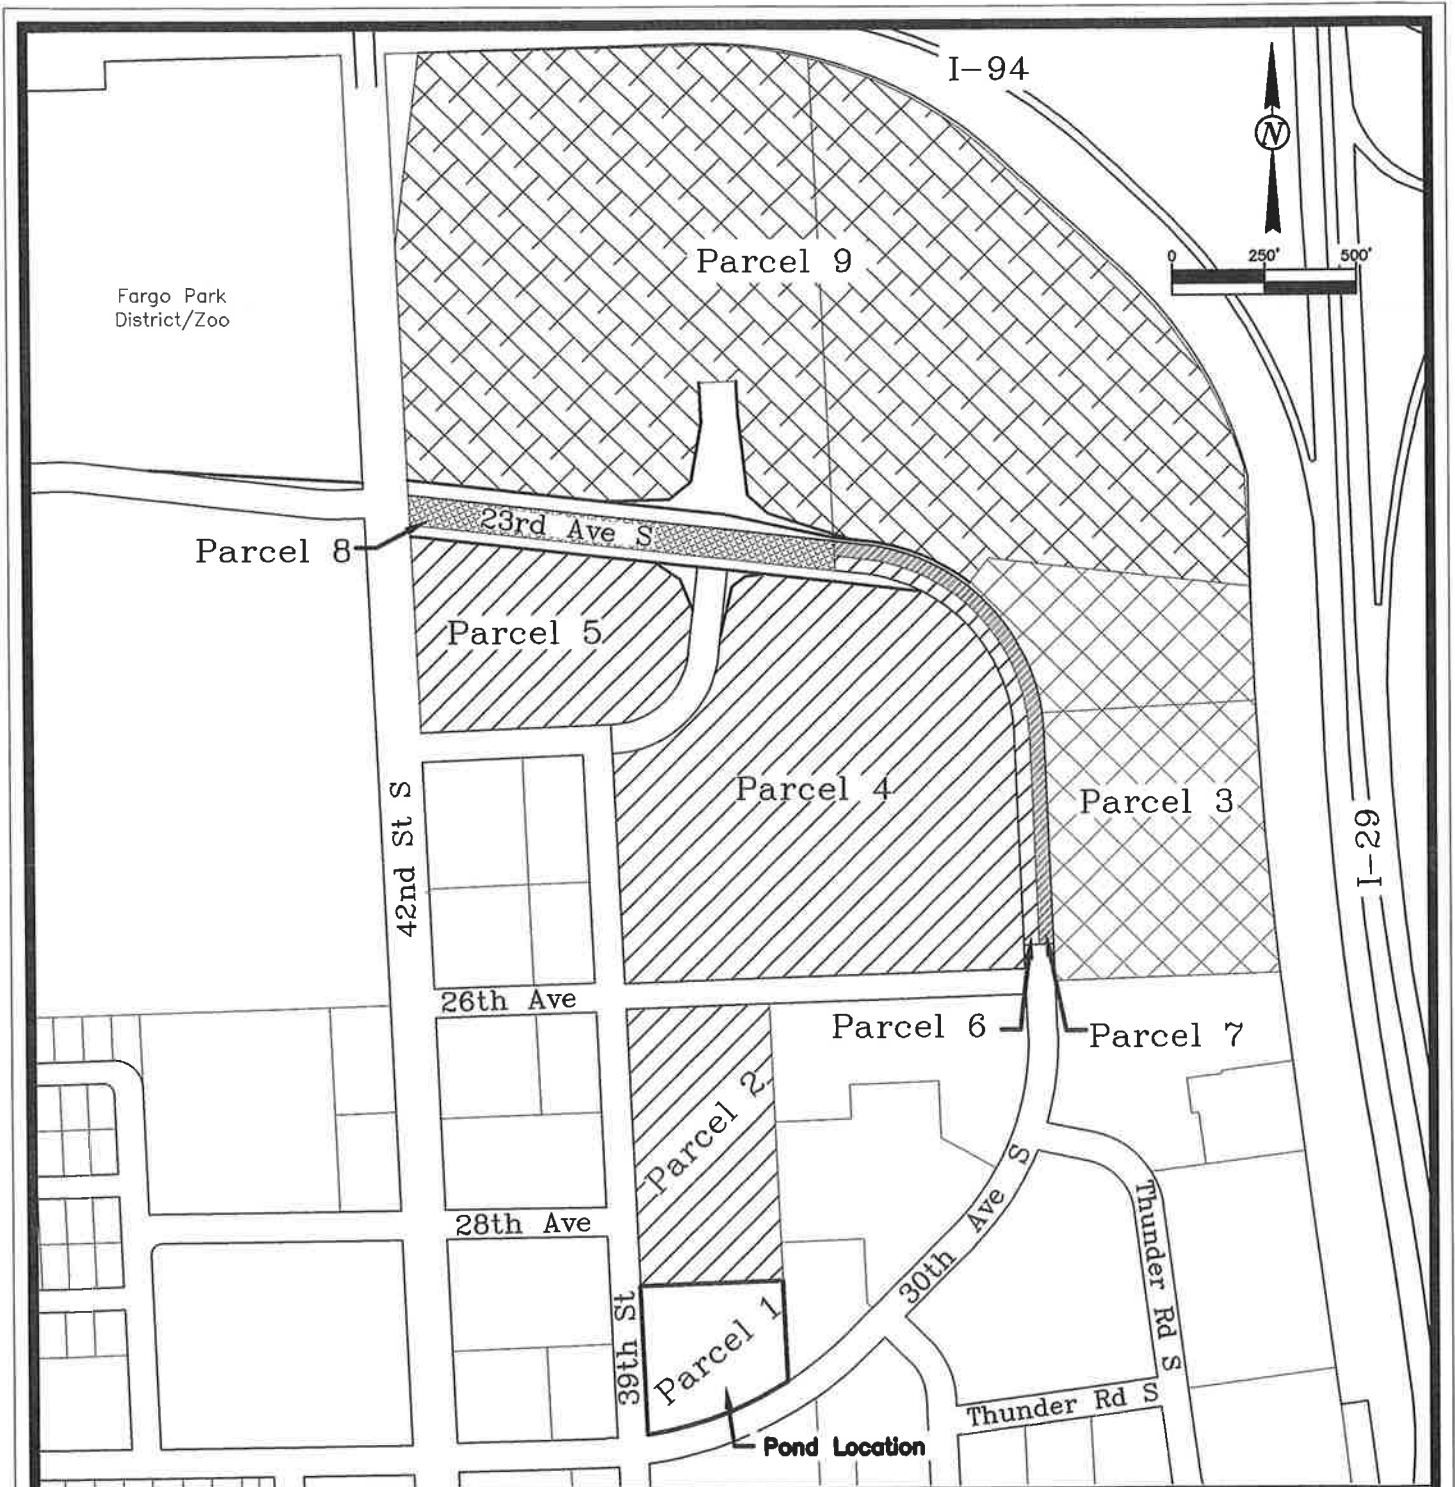 I-94
N
0 250' 500'
Parcel 9
Fargo Park
District/Zoo
23rd Ave S
Parcel 8
Parcel 5
Parcel 4
Parcel 3
42nd St S
I-29
26th Ave
Parcel 6
Parcel 7
Parcel 2
28th Ave
30th Ave S
Thunder Rd S
39th St
Parcel 1
Thunder Rd S
Pond Location